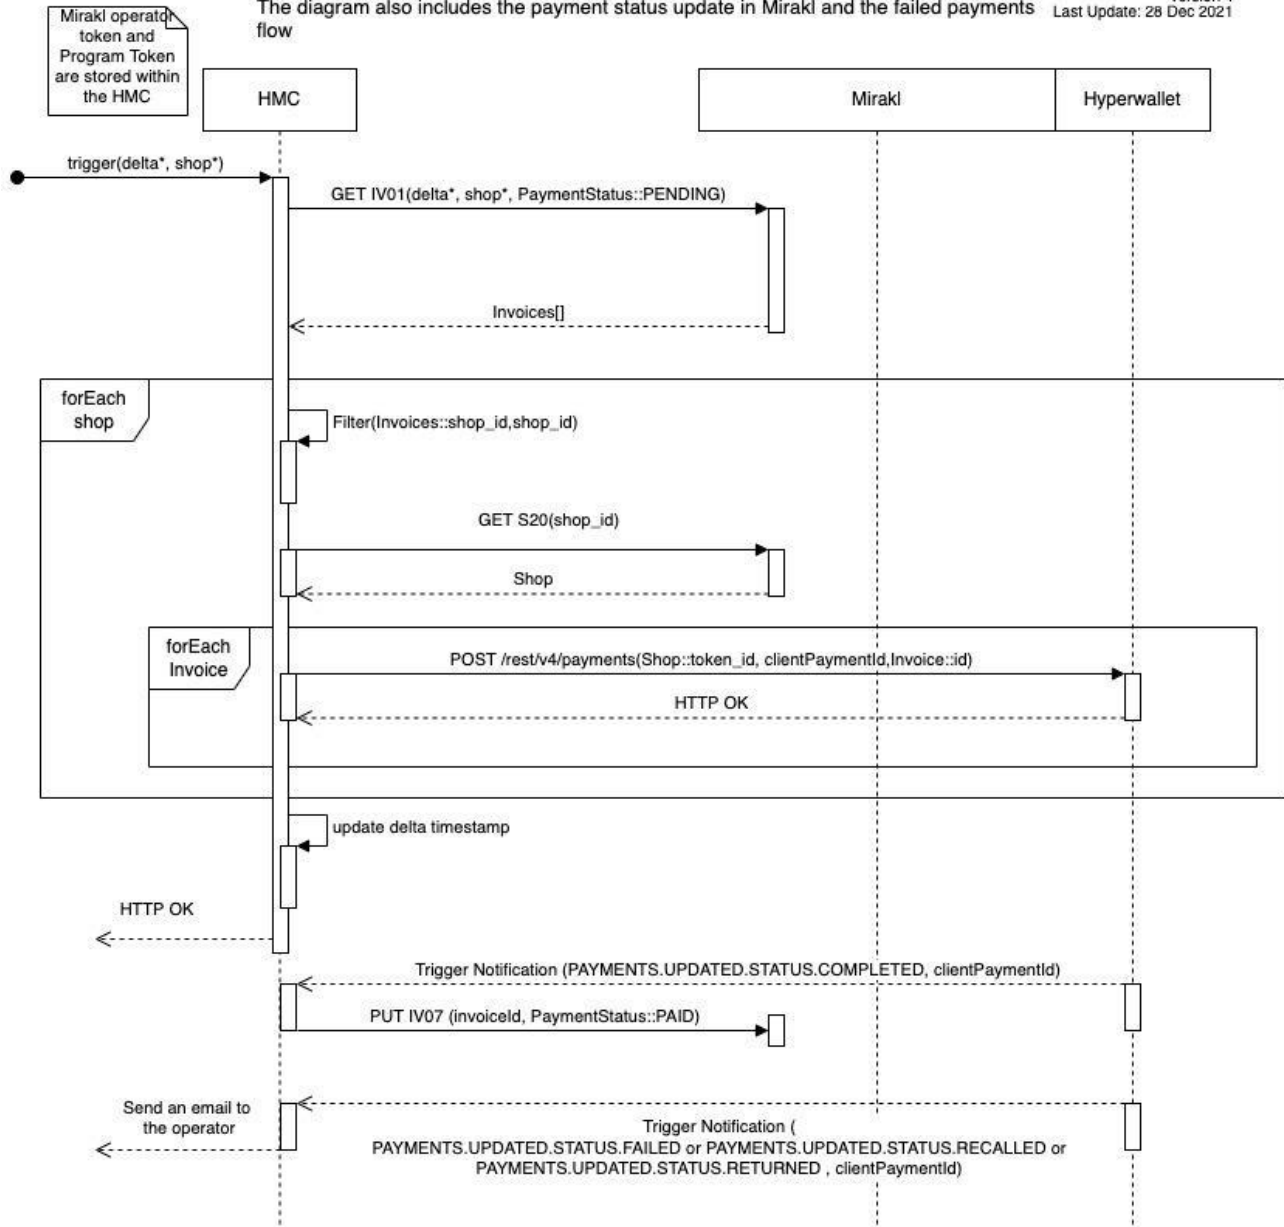 The diagram also includes the payment status update in Mirakl and the failed payments
flow
Last Update: 28 Dec 2021
Mirakl operator
token and
Program Token
are stored within
the HMC
HMC
Mirakl
Hyperwallet
trigger(delta*, shop*)
GET IV01(delta*, shop*, PaymentStatus::PENDING)
Invoices[]
forEach
shop
Filter(Invoices::shop_id,shop_id)
GET S20(shop_id)
Shop
forEach
Invoice
POST /rest/v4/payments(Shop::token_id, clientPaymentId,Invoice::id)
HTTP OK
update delta timestamp
HTTP OK
Trigger Notification (PAYMENTS.UPDATED.STATUS.COMPLETED, clientPaymentId)
PUT IV07 (invoiceId, PaymentStatus::PAID)
Send an email to
the operator
Trigger Notification (
PAYMENTS.UPDATED.STATUS.FAILED or PAYMENTS.UPDATED.STATUS.RECALLED or
PAYMENTS.UPDATED.STATUS.RETURNED , clientPaymentId)